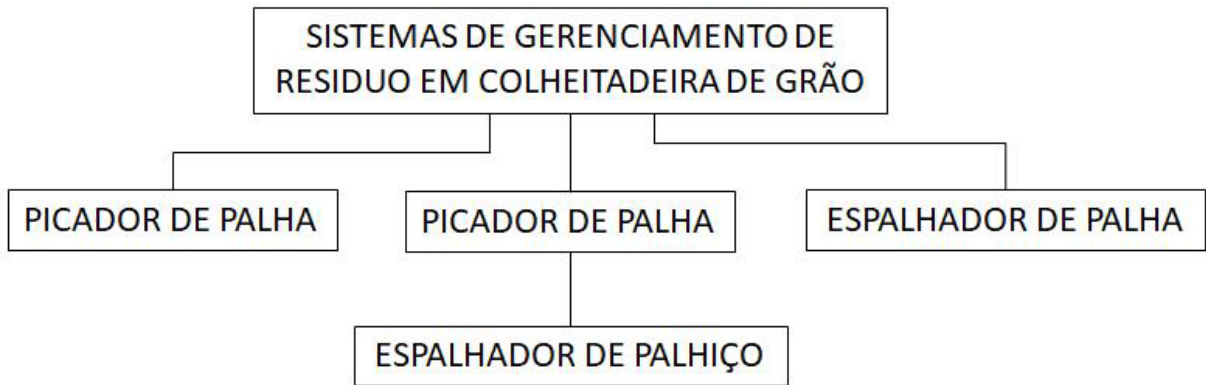 SISTEMAS DE GERENCIAMENTO DE
RESIDUO EM COLHEITADEIRA DE GRÃO
PICADOR DE PALHA
PICADOR DE PALHA
ESPALHADOR DE PALHA
ESPALHADOR DE PALHIÇO